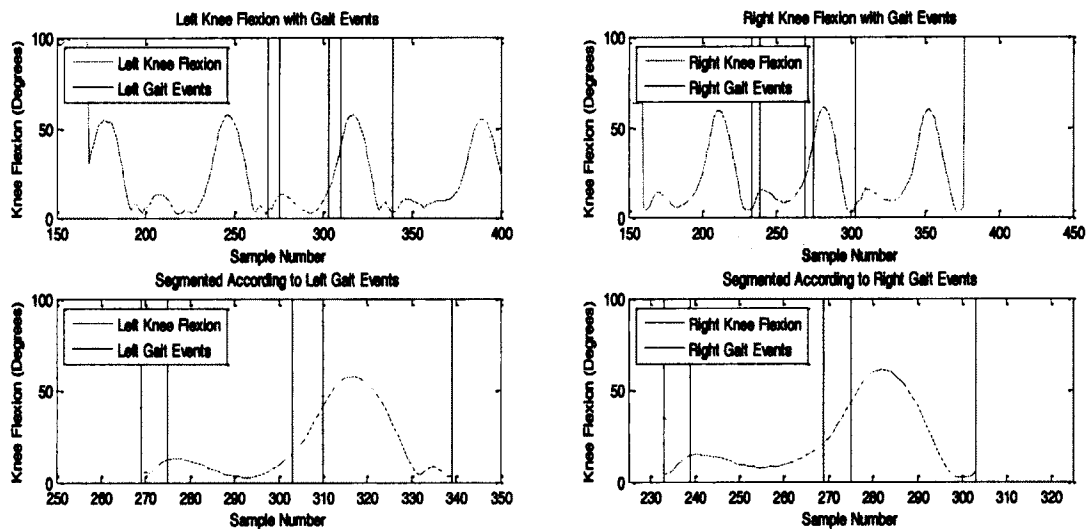 Left Knee Flexion with Gait Events
Knee Flexion (Degrees)
100
50
0
Left Knee Flexion
Left Gait Events
150 200 250 300 350 400
Sample Number
Right Knee Flexion with Gait Events
Knee Flexion (Degrees)
100
50
0
Right Knee Flexion
Right Gait Events
150 200 250 300 350 400 450
Sample Number
Segmented According to Left Gait Events
Knee Flexion (Degrees)
100
50
0
Left Knee Flexion
Left Gait Events
250 260 270 280 290 300 310 320 330 340 350
Sample Number
Segmented According to Right Gait Events
Knee Flexion (Degrees)
100
50
0
Right Knee Flexion
Right Gait Events
230 240 250 260 270 280 290 300 310 320
Sample Number